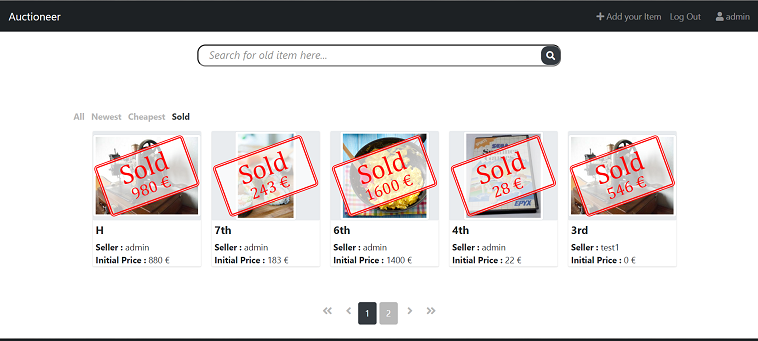 Auctioneer
Add your Item Log Out admin
Search for old item here...
All Newest Cheapest Sold
Sold
980 €
Sold
243 €
Sold
1600 €
Sold
28 €
SEGA
EPYX
Sold
546 €
H
Seller : admin
Initial Price : 880 €
7th
Seller : admin
Initial Price : 183 €
6th
Seller : admin
Initial Price : 1400 €
4th
Seller : admin
Initial Price : 22 €
3rd
Seller : test1
Initial Price : 0 €
1 2